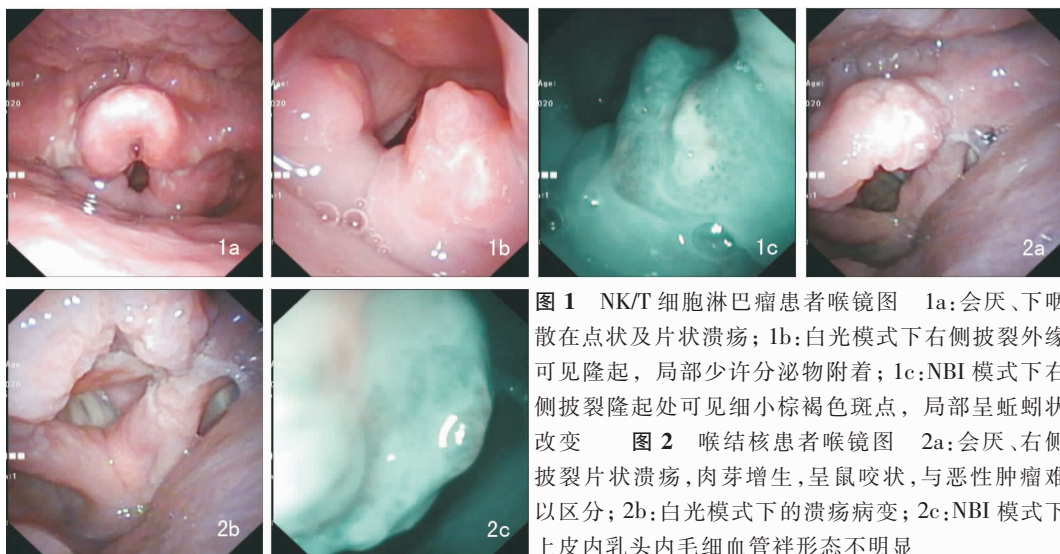 Age:
020
1a
1b
Age:
020
1c
Age:
020
2a
2b
2c
图 1 NK/T 细胞淋巴瘤患者喉镜图 1a:会厌、下咽
散在点状及片状溃疡;1b:白光模式下右侧披裂外缘
可见隆起,局部少许分泌物附着;1c:NBI 模式下右
侧披裂隆起处可见细小棕褐色斑点,局部呈蚯蚓状
改变 图 2 喉结核患者喉镜图 2a:会厌、右侧
披裂片状溃疡,肉芽增生,呈鼠咬状,与恶性肿瘤难
以区分;2b:白光模式下的溃疡病变;2c:NBI 模式下
上皮内乳头内毛细血管袢形态不明显